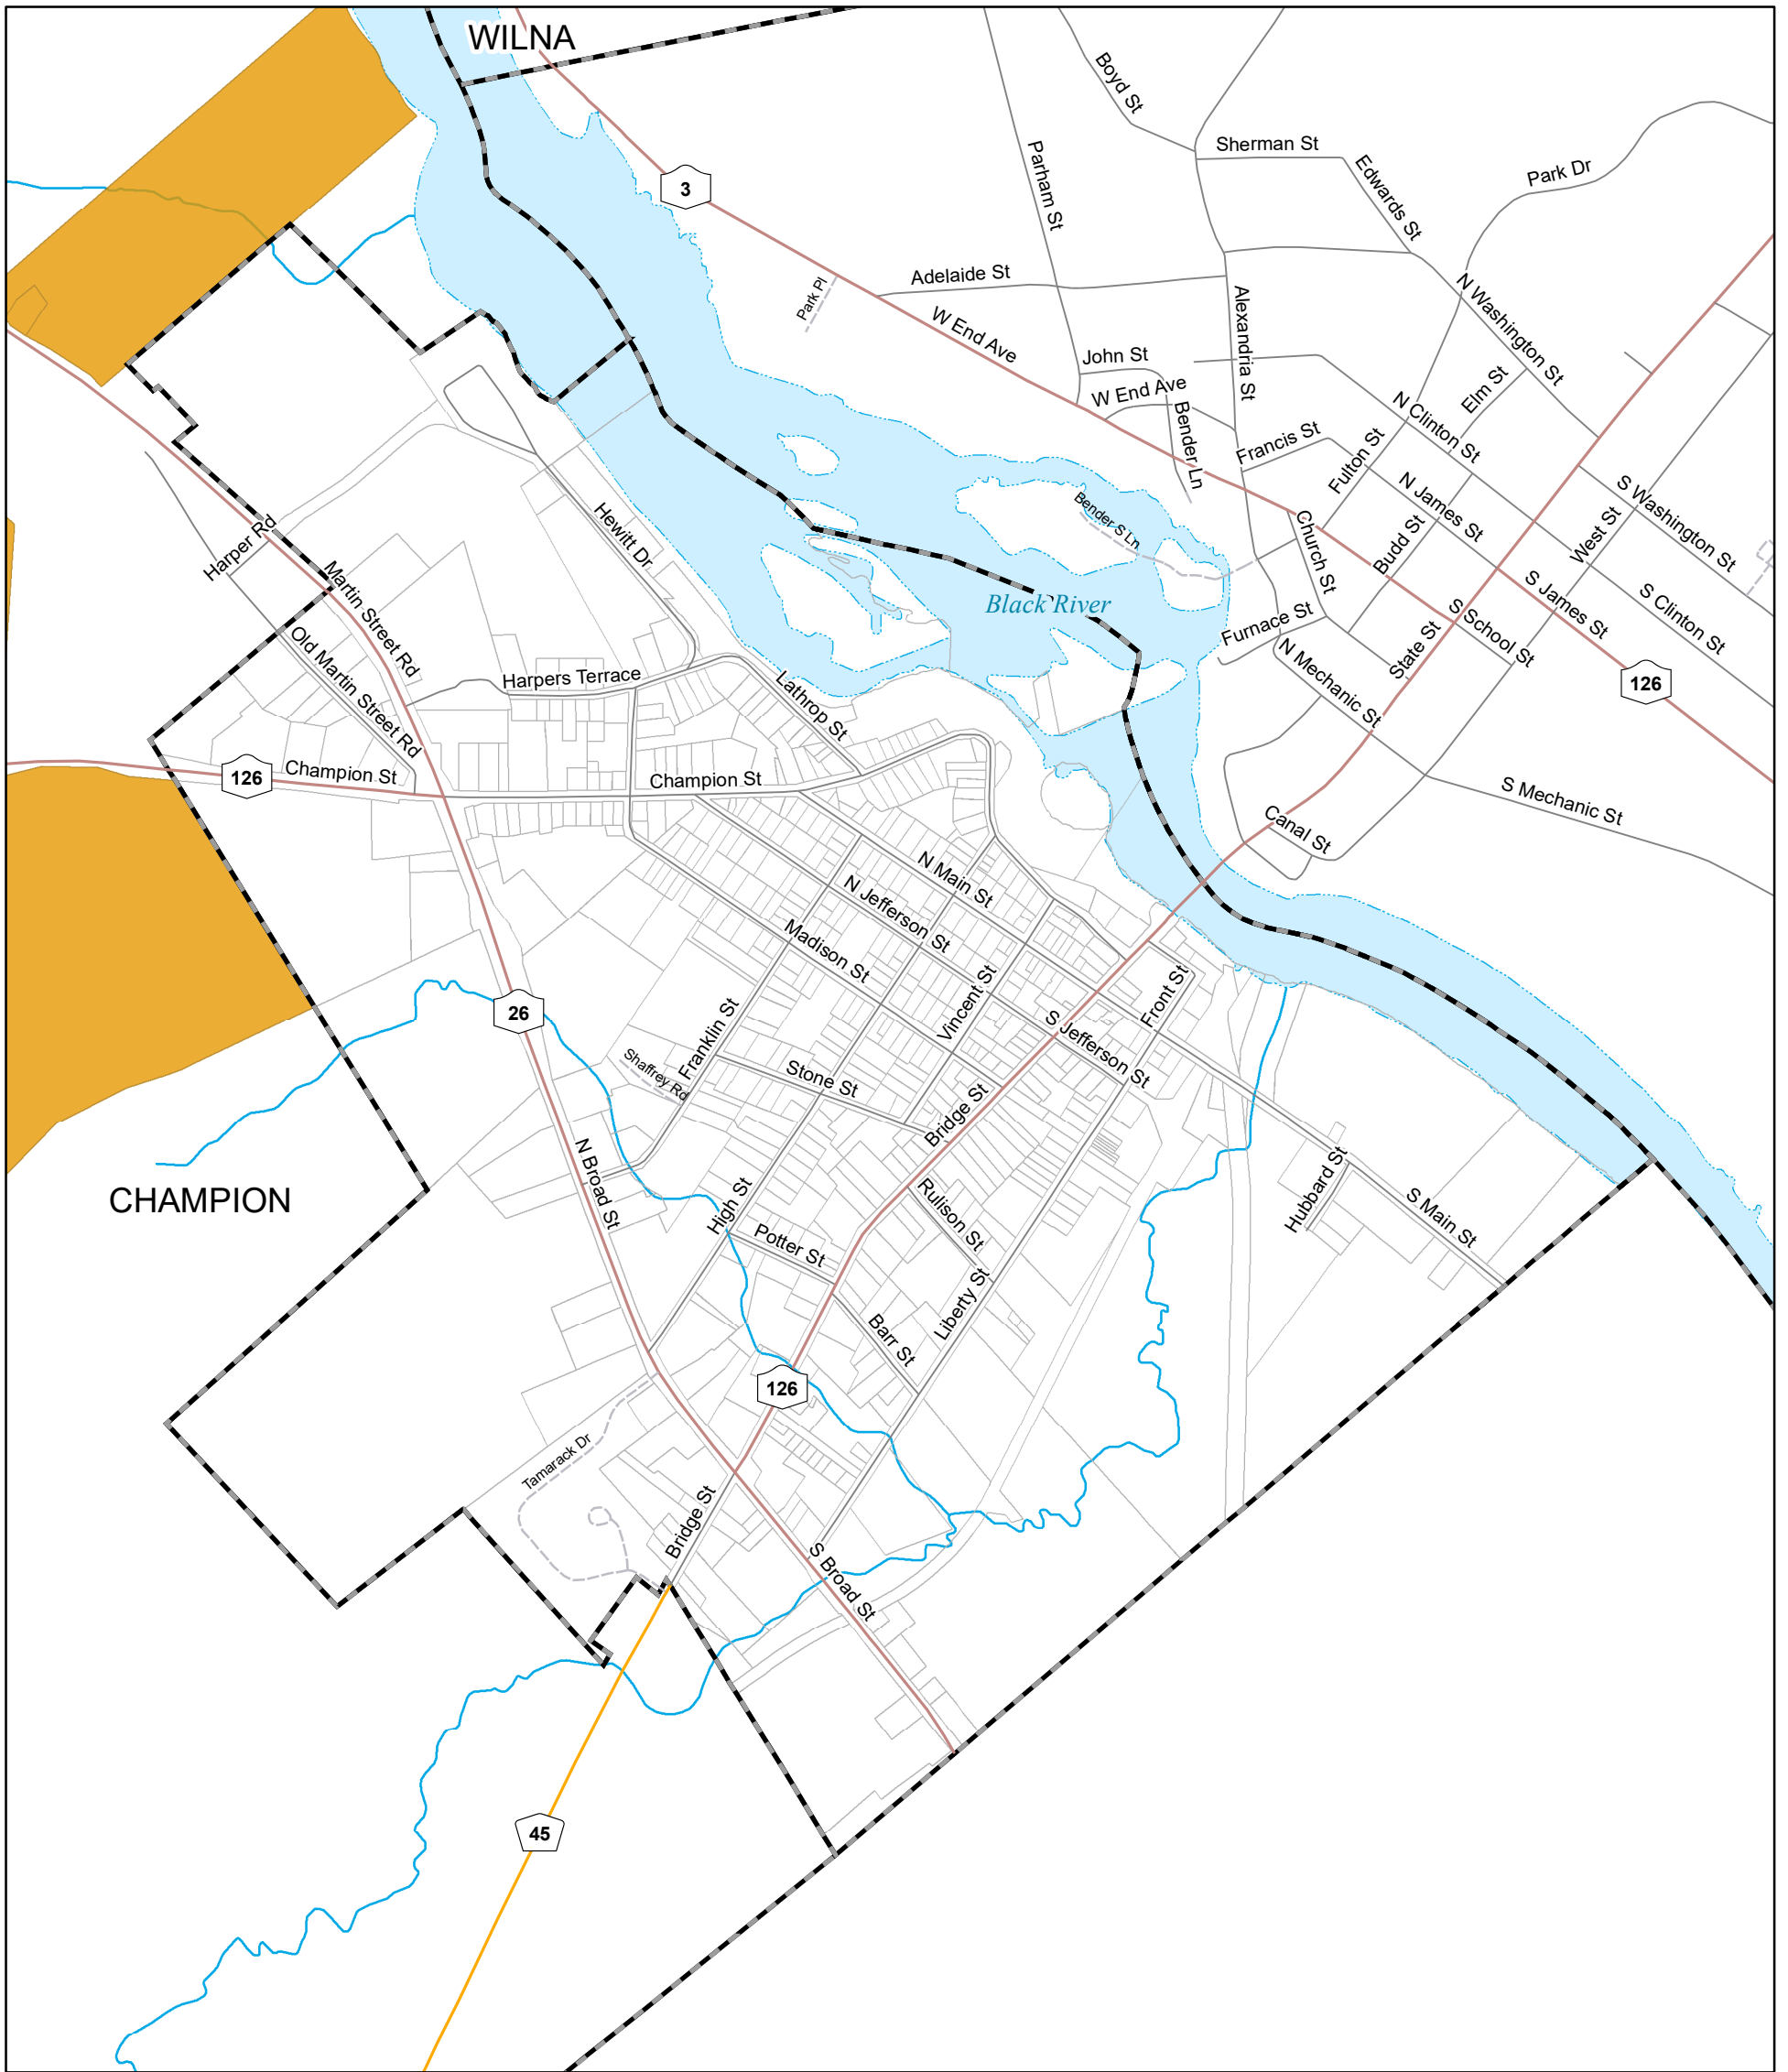 WILNA
Boyd St
Sherman St
Parham St
Edwards St
Park Dr
3
Adelaide St
Park Pl
W End Ave
Alexandria St
N Washington St
John St
W End Ave
Bender Ln
Elm St
N Clinton St
Francis St
Fulton St
N James St
S Washington St
West St
Bender S Ln
Church St
Budd St
Hewitt Dr
Harper Rd
Martin Street Rd
Black River
Furnace St
S School St
S James St
S Clinton St
Old Martin Street Rd
Harpers Terrace
Lathrop St
N Mechanic St
State St
126
126
Champion St
Champion St
S Mechanic St
Canal St
N Main St
N Jefferson St
Madison St
Vincent St
Front St
26
Franklin St
S Jefferson St
Shaffrey Rd
Stone St
Bridge St
N Broad St
CHAMPION
High St
Rulison St
Hubbard St
S Main St
Potter St
Liberty St
Barr St
126
Tamarack Dr
Bridge St
S Broad St
45